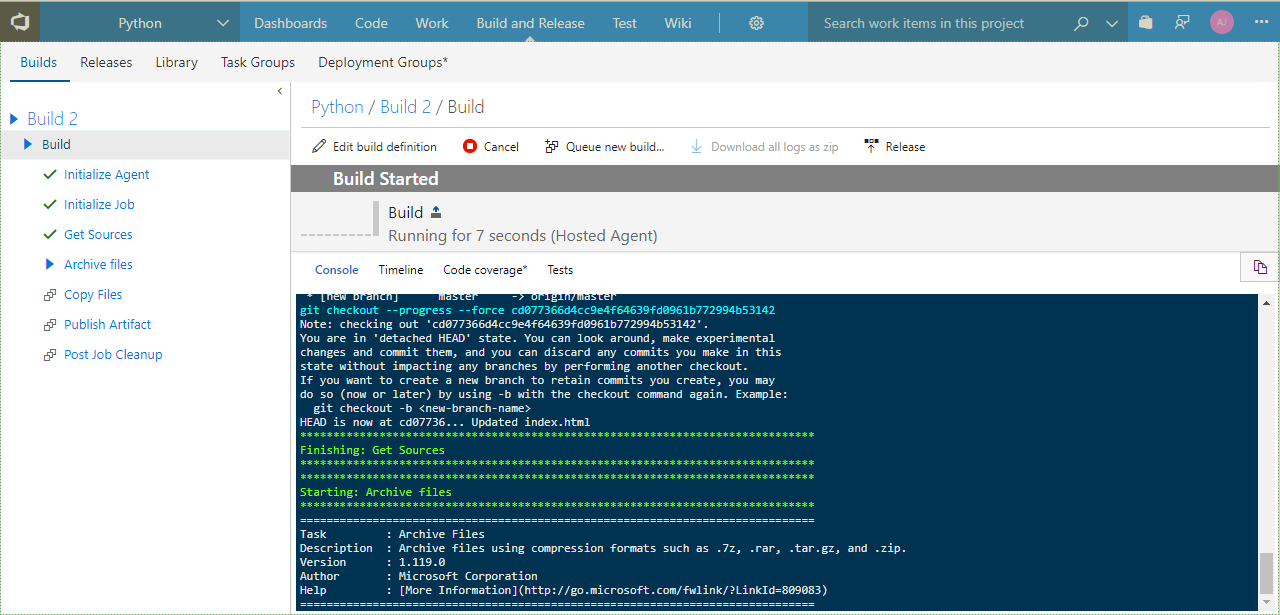 Python Dashboards Code Work Build and Release Test Wiki Search work items in this project AJ
Builds Releases Library Task Groups Deployment Groups*
Build 2
Build
Initialize Agent
Initialize Job
Get Sources
Archive files
Copy Files
Publish Artifact
Post Job Cleanup
Python / Build 2 / Build
Edit build definition Cancel Queue new build... Download all logs as zip Release
Build Started
Build
Running for 7 seconds (Hosted Agent)
Console Timeline Code coverage* Tests
* [new branch]      master     -> origin/master
git checkout --progress --force cd077366d4cc9e4f64639fd0961b772994b53142
Note: checking out 'cd077366d4cc9e4f64639fd0961b772994b53142'.
You are in 'detached HEAD' state. You can look around, make experimental
changes and commit them, and you can discard any commits you make in this
state without impacting any branches by performing another checkout.
If you want to create a new branch to retain commits you create, you may
do so (now or later) by using -b with the checkout command again. Example:
git checkout -b <new-branch-name>
HEAD is now at cd07736... Updated index.html
******************************************************************************
Finishing: Get Sources
******************************************************************************
******************************************************************************
Starting: Archive files
******************************************************************************
==============================================================================
Task         : Archive Files
Description  : Archive files using compression formats such as .7z, .rar, .tar.gz, and .zip.
Version      : 1.119.0
Author       : Microsoft Corporation
Help         : [More Information](http://go.microsoft.com/fwlink/?LinkId=809083)
==============================================================================